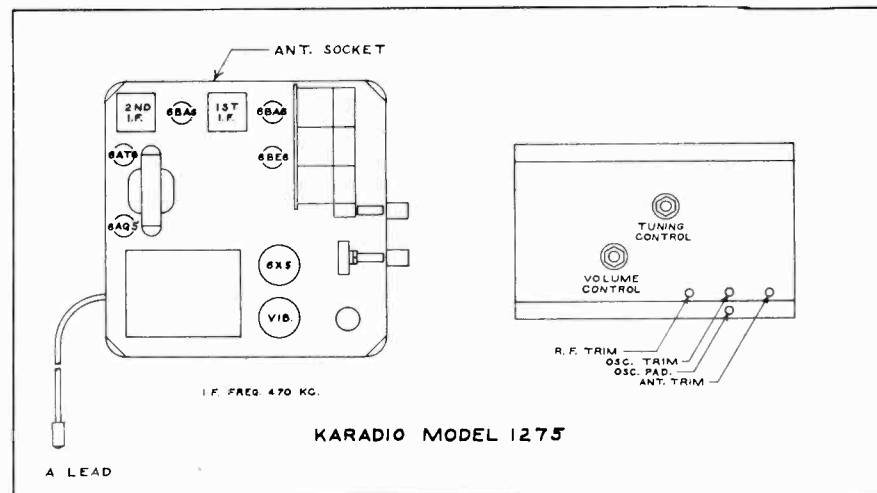 ANT. SOCKET
2ND
I.F.
6BA6
1ST
I.F.
6BA6
6AT6
6BE6
6AQ5
6X5
VIB.
TUNING
CONTROL
VOLUME
CONTROL
R.F. TRIM
OSC. TRIM
OSC. PAD.
ANT. TRIM
I.F. FREQ. 470 KC.
KARADIO MODEL 1275
A LEAD